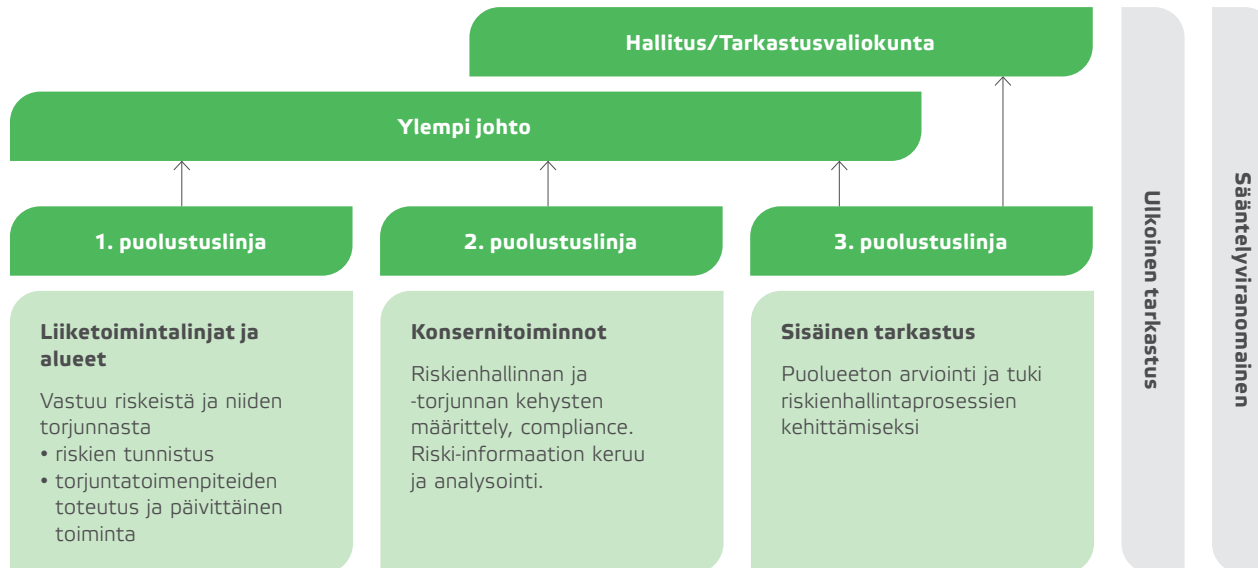 Hallitus/Tarkastusvaliokunta
Ylempi johto
1. puolustuslinja
2. puolustuslinja
3. puolustuslinja
Liiketoimintalinjat ja
alueet
Vastuu riskeistä ja niiden
torjunnasta
• riskien tunnistus
• torjuntatoimenpiteiden
toteutus ja päivittäinen
toiminta
Konsernitoiminnot
Riskienhallinnan ja
-torjunnan kehysten
määrittely, compliance.
Riski-informaation keruu
ja analysointi.
Sisäinen tarkastus
Puolueeton arviointi ja tuki
riskienhallintaprosessien
kehittämiseksi
Ulkoinen tarkastus
Sääntelyviranomainen